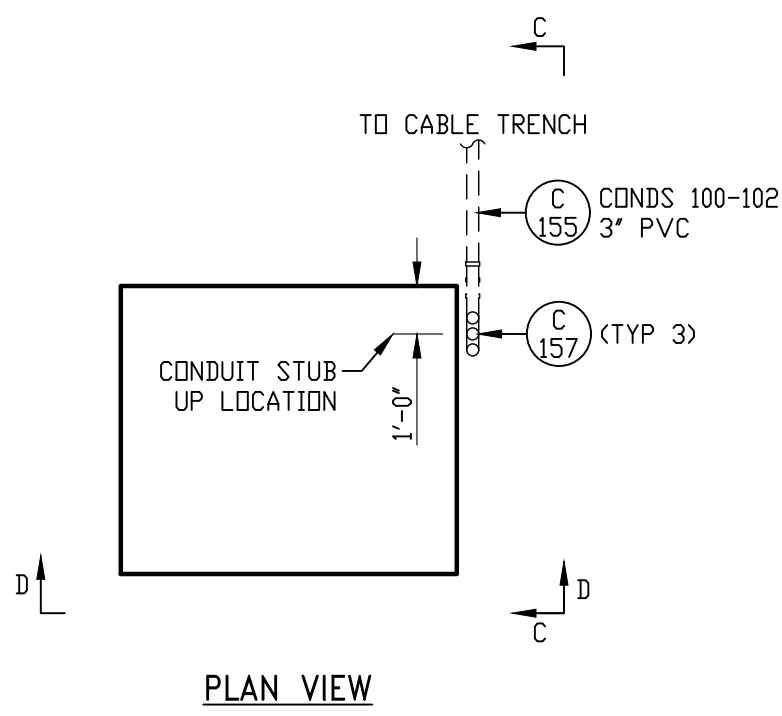 C
TO CABLE TRENCH
C
155
CONDS 100-102
3" PVC
C
157
(TYP 3)
CONDUIT STUB
UP LOCATION
1'-0"
D
D
C
PLAN VIEW